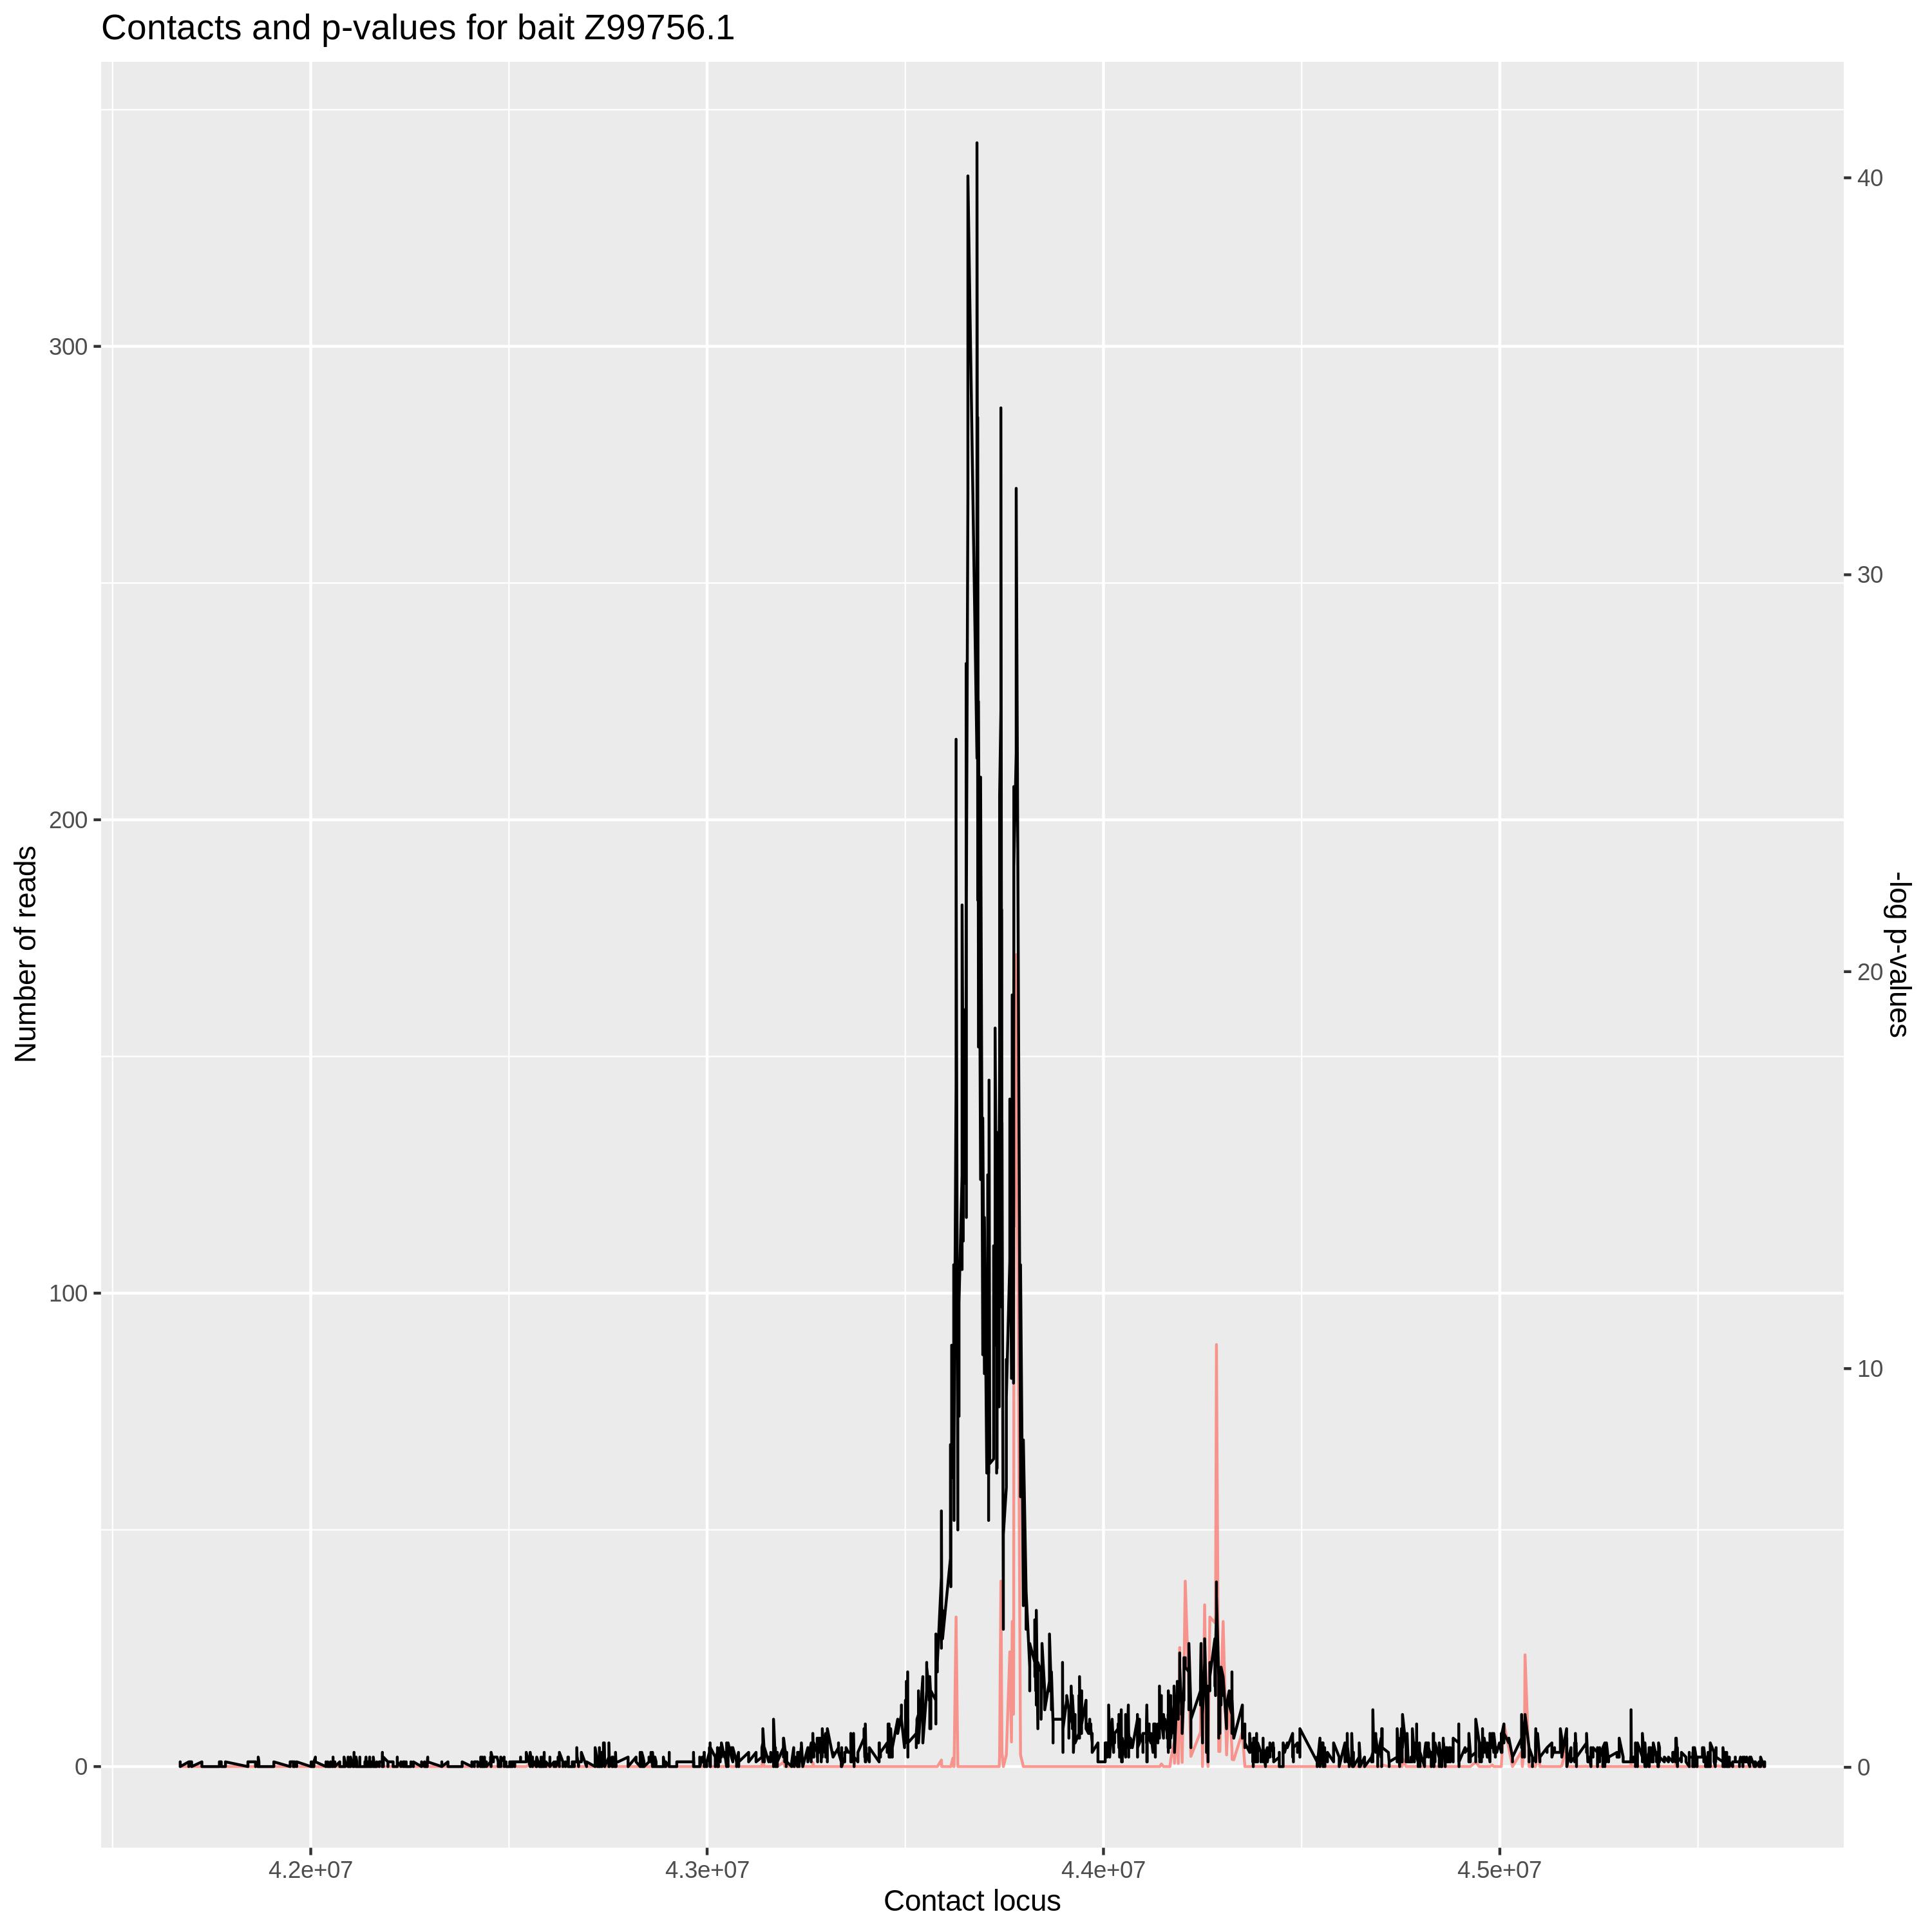 Contacts and p-values for bait Z99756.1
Number of reads
300
200
100
0
40
30
20
10
0
-log p-values
4.2e+07
4.3e+07
4.4e+07
4.5e+07
Contact locus